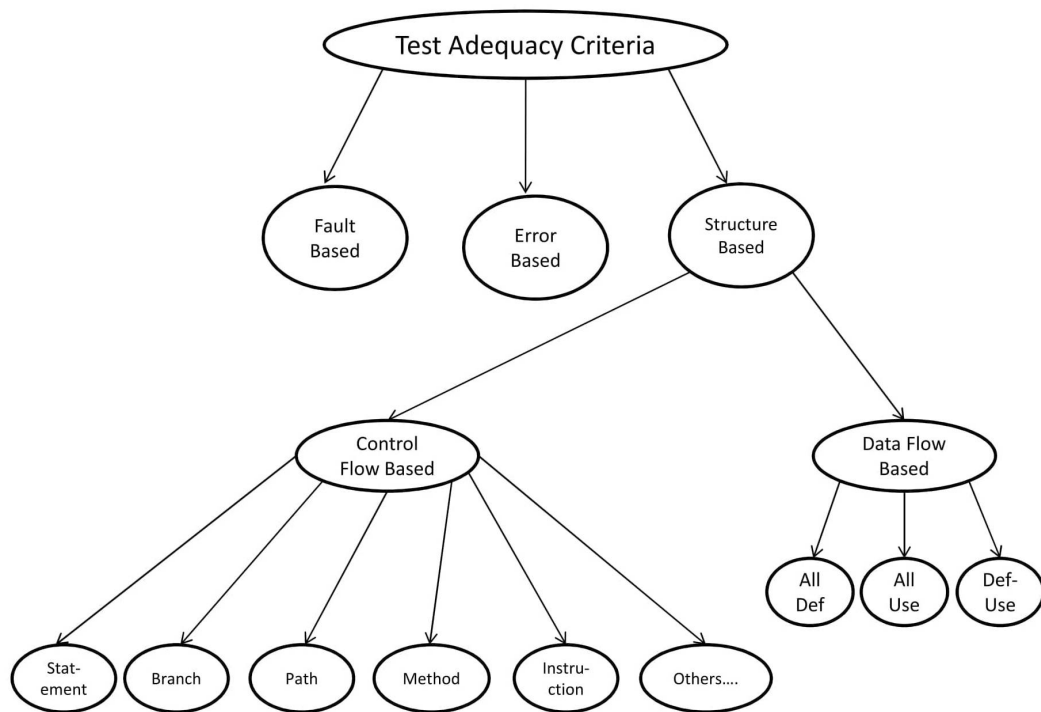 Test Adequacy Criteria
Fault
Based
Error
Based
Structure
Based
Control
Flow Based
Data Flow
Based
All
Def
All
Use
Def-
Use
Stat-
ement
Branch
Path
Method
Instru-
ction
Others....